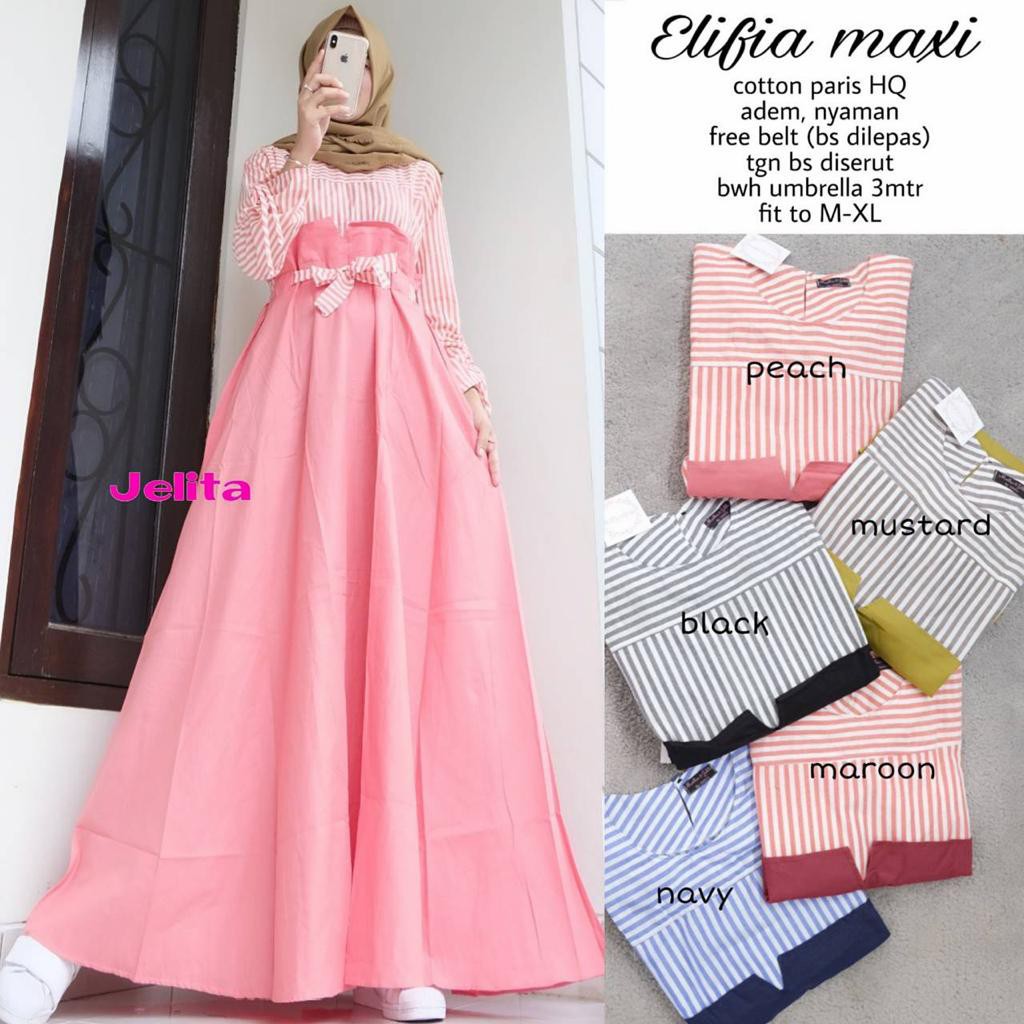 Elifia maxi
cotton paris HQ
adem, nyaman
free belt (bs dilepas)
tgn bs diserut
bwh umbrella 3mtr
fit to M-XL
peach
mustard
Jelita
black
maroon
navy